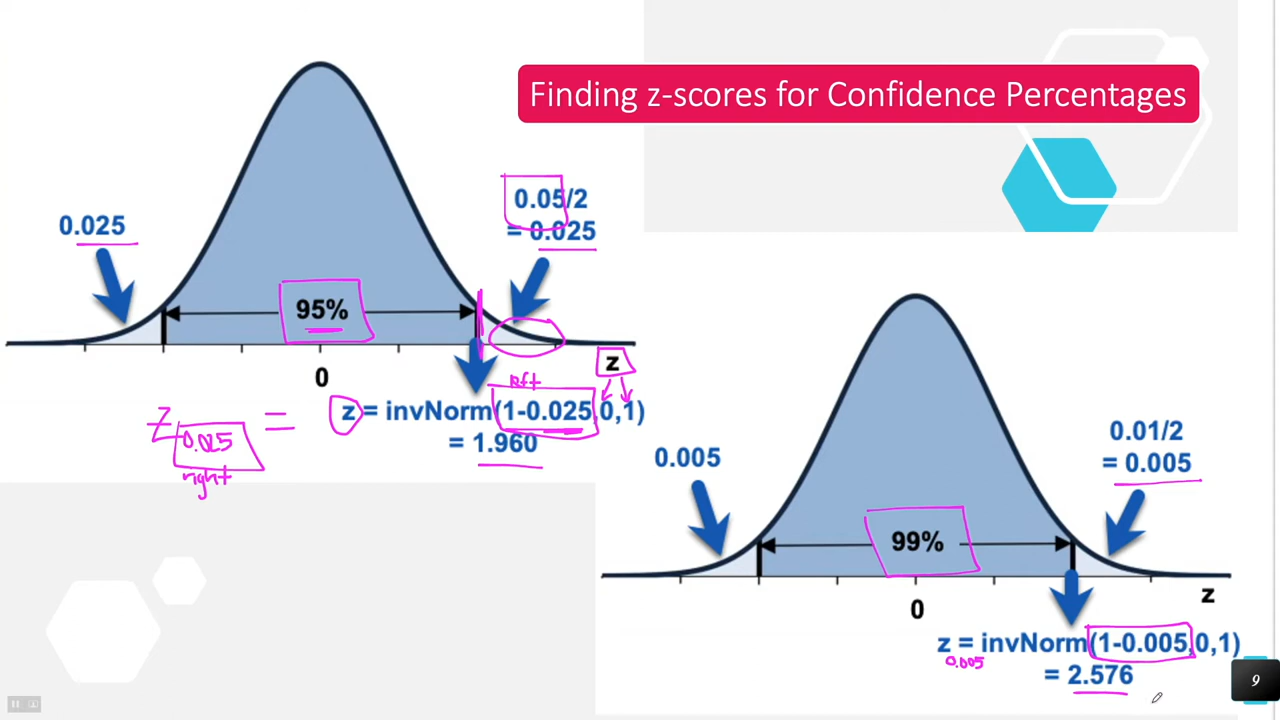 Finding z-scores for Confidence Percentages
0.025
0.05/2
= 0.025
95%
0
z
left
z = invNorm(1-0.025,0,1)
= 1.960
z 0.025 =
right
0.005
0.01/2
= 0.005
99%
0
z
z = invNorm(1-0.005,0,1)
0.005
= 2.576
9